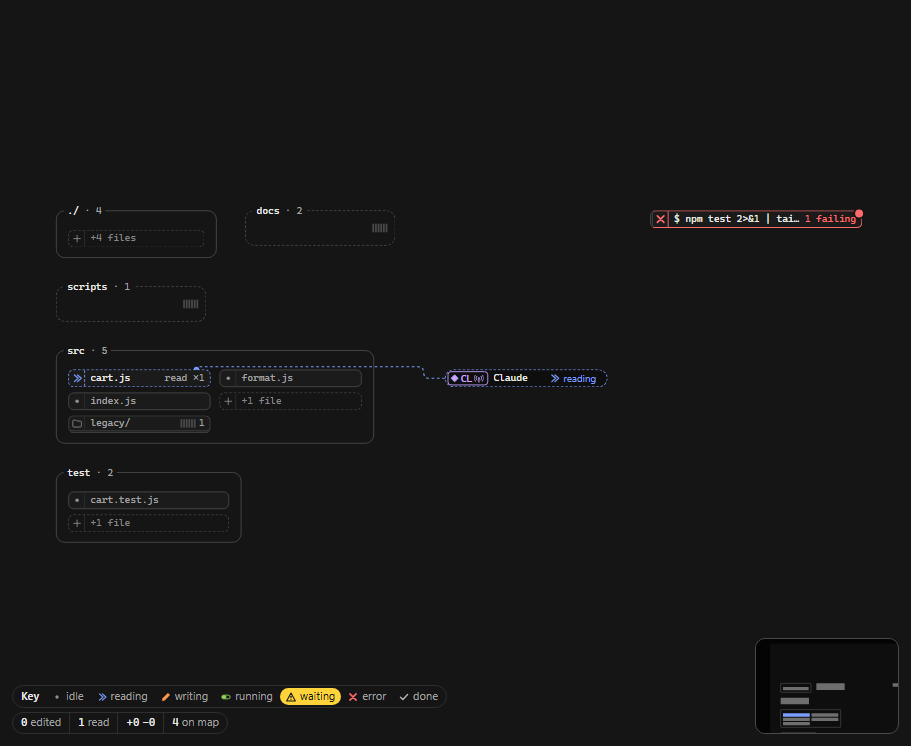 ./ · 4
+4 files
docs · 2
$ npm test 2>&1 | tai… 1 failing
scripts · 1
src · 5
cart.js read ×1
format.js
CL Claude reading
index.js
+1 file
legacy/ 1
test · 2
cart.test.js
+1 file
Key idle reading writing running waiting error done
0 edited 1 read +0 −0 4 on map